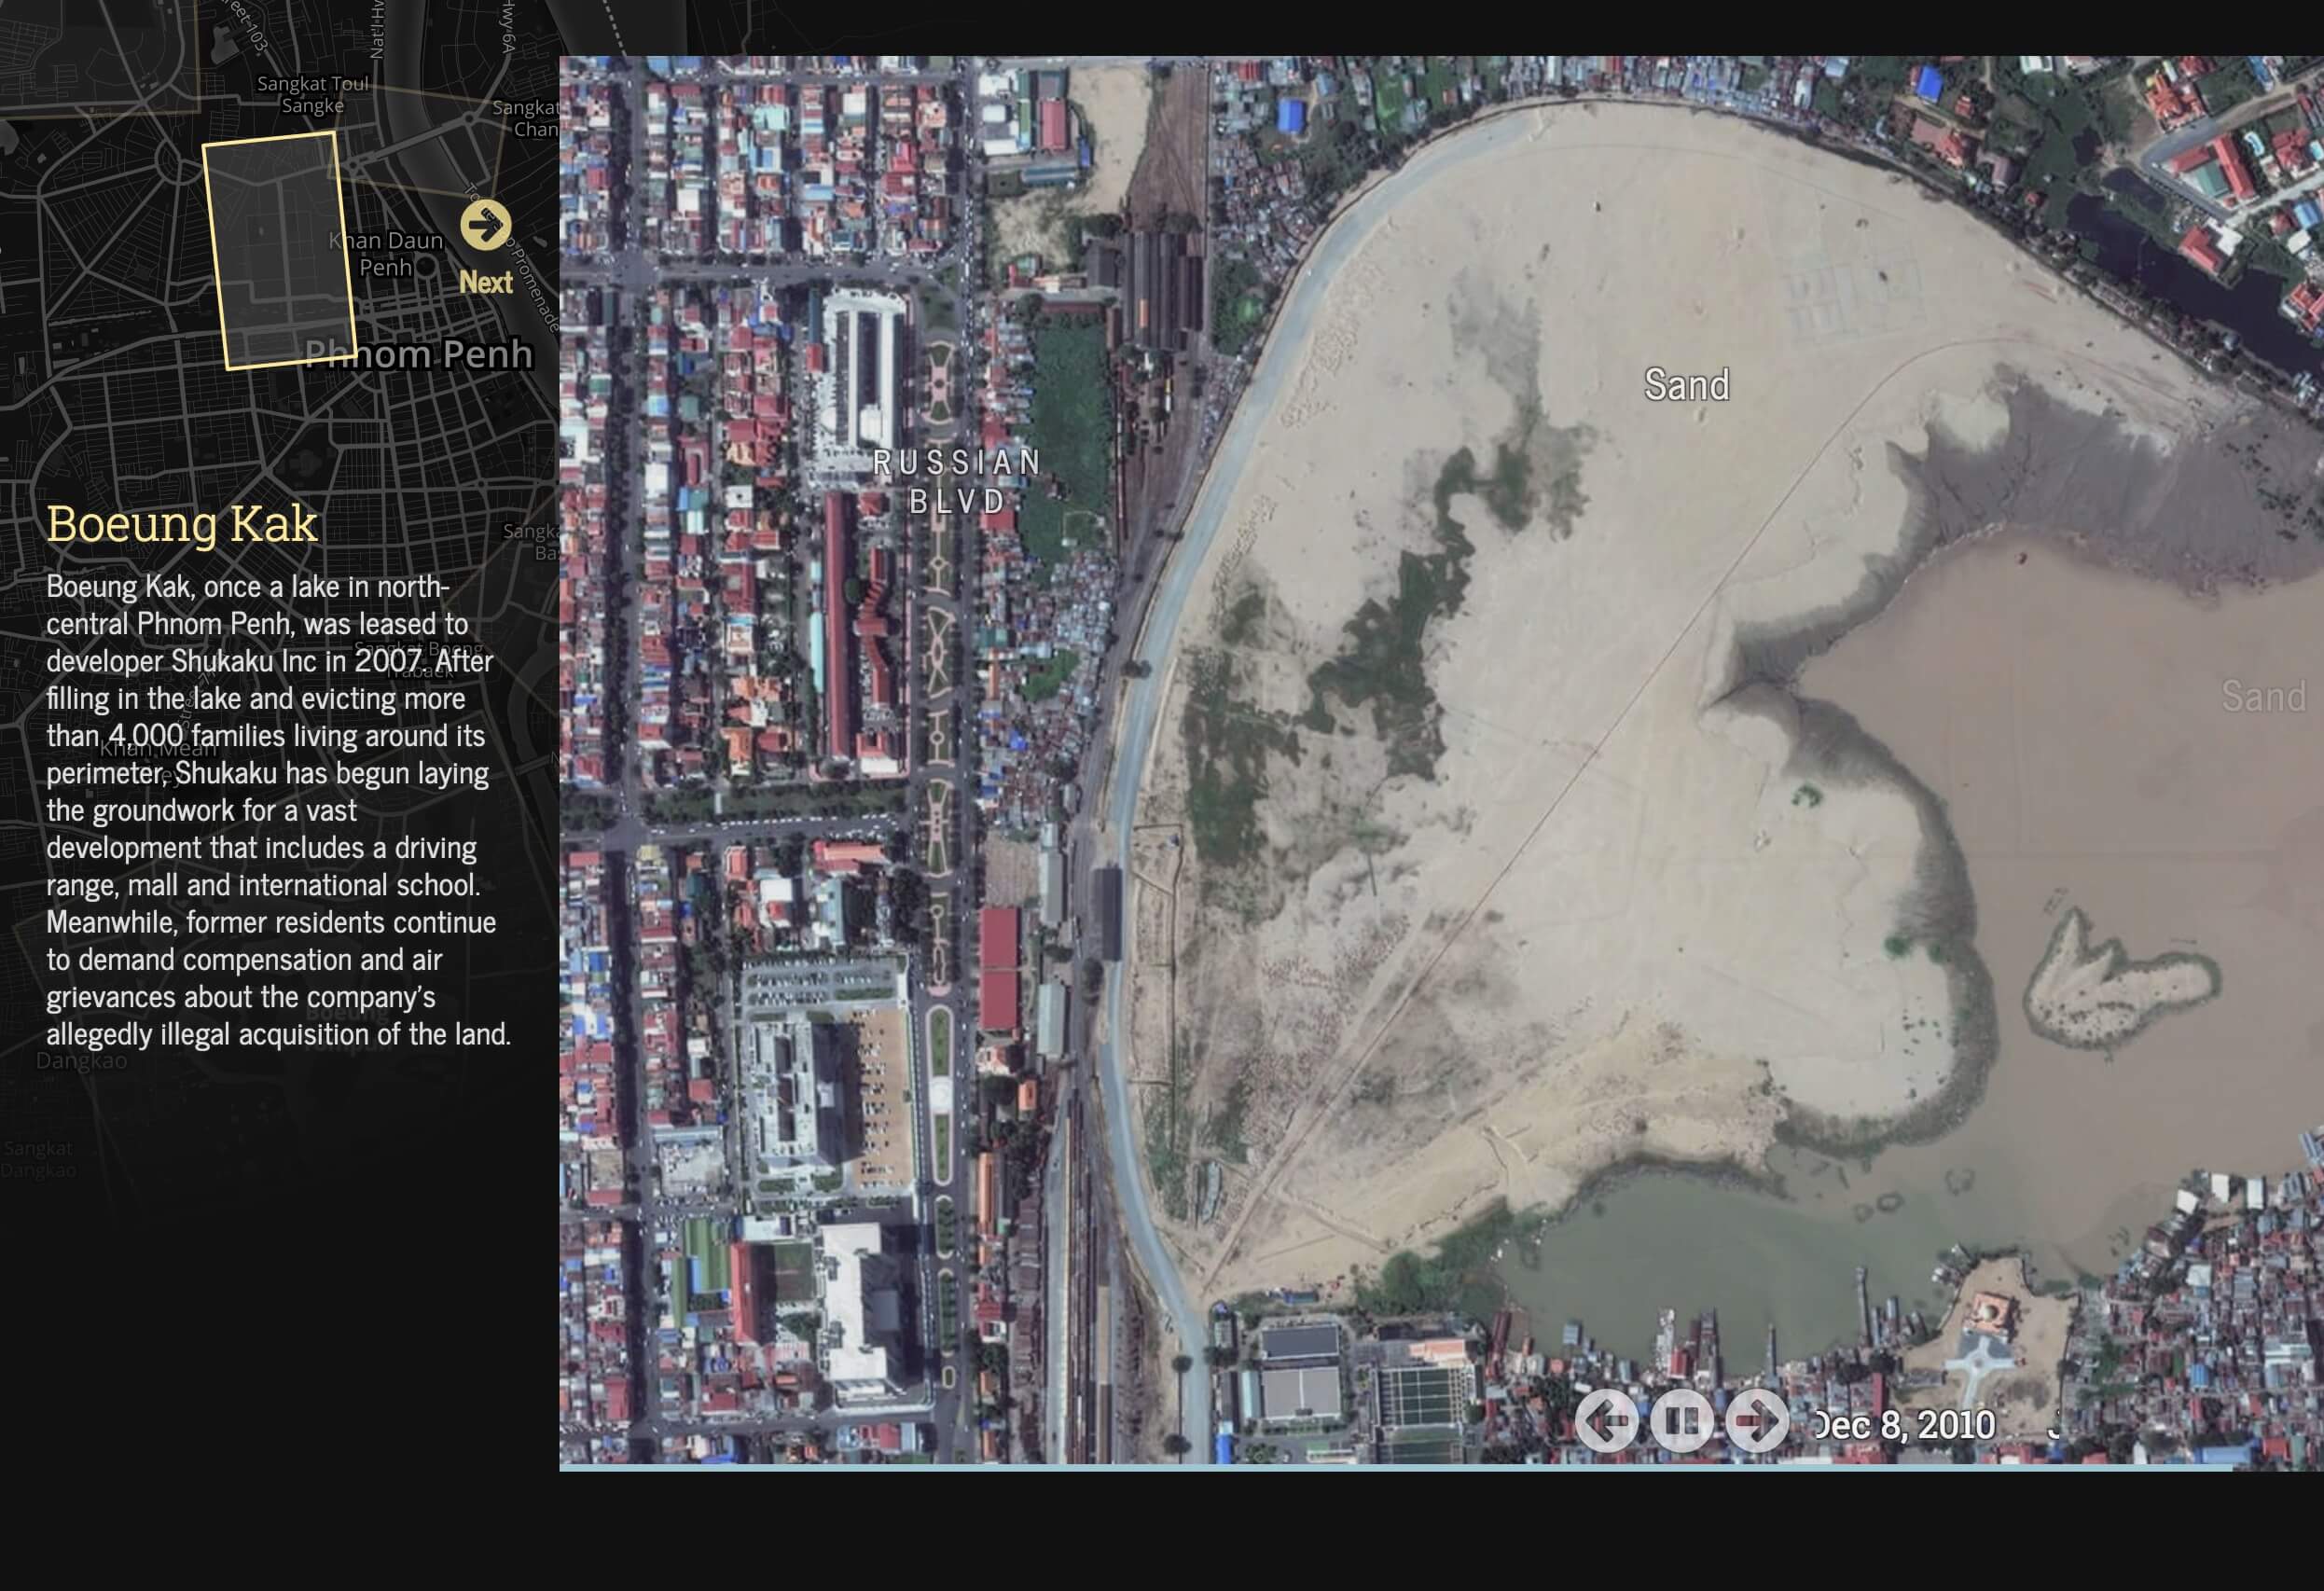 Sangkat Toul
Sangke
Sangkat
Chan
Khan Daun
Penh
Next
Phnom Penh
Boeung Kak
Boeung Kak, once a lake in north-
central Phnom Penh, was leased to
developer Shukaku Inc in 2007. After
filling in the lake and evicting more
than 4,000 families living around its
perimeter, Shukaku has begun laying
the groundwork for a vast
development that includes a driving
range, mall and international school.
Meanwhile, former residents continue
to demand compensation and air
grievances about the company's
allegedly illegal acquisition of the land.
Dangkao
Sangkat
Dangkao
RUSSIAN
BLVD
Sand
Sand
Dec 8, 2010